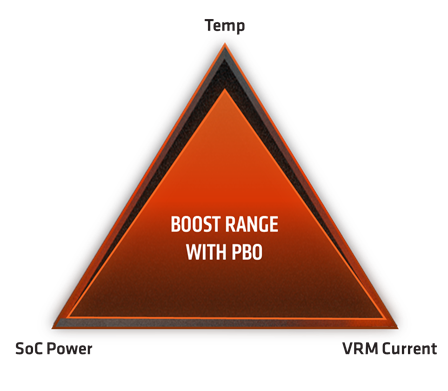 Temp
BOOST RANGE
WITH PBO
SoC Power
VRM Current